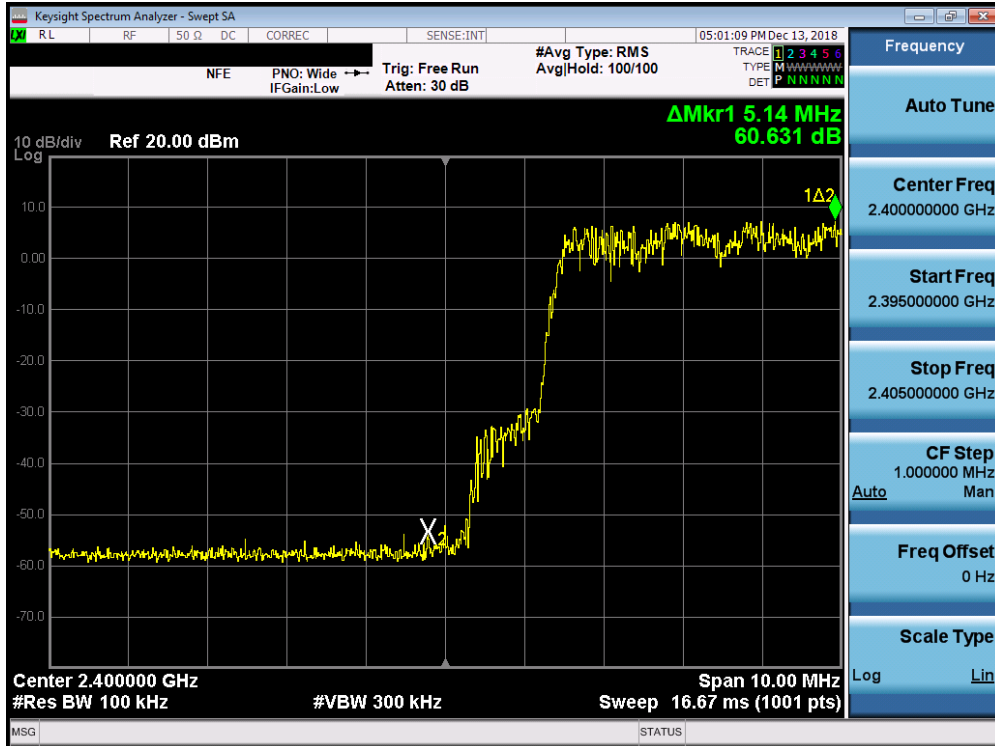 Keysight Spectrum Analyzer - Swept SA
LXI RL RF 50 Ω DC CORREC SENSE:INT 05:01:09 PM Dec 13, 2018
NFE PNO: Wide Trig: Free Run #Avg Type: RMS TRACE 1 2 3 4 5 6
IFGain:Low Atten: 30 dB Avg|Hold: 100/100 TYPE M WWWWW
DET P N N N N N
ΔMkr1 5.14 MHz
60.631 dB
10 dB/div Ref 20.00 dBm
Log
1Δ2
10.0
0.00
-10.0
-20.0
-30.0
-40.0
-50.0
X2
-60.0
-70.0
Center 2.400000 GHz Span 10.00 MHz
#Res BW 100 kHz #VBW 300 kHz Sweep 16.67 ms (1001 pts)
MSG STATUS
Frequency
Auto Tune
Center Freq
2.400000000 GHz
Start Freq
2.395000000 GHz
Stop Freq
2.405000000 GHz
CF Step
1.000000 MHz
Auto Man
Freq Offset
0 Hz
Scale Type
Log Lin